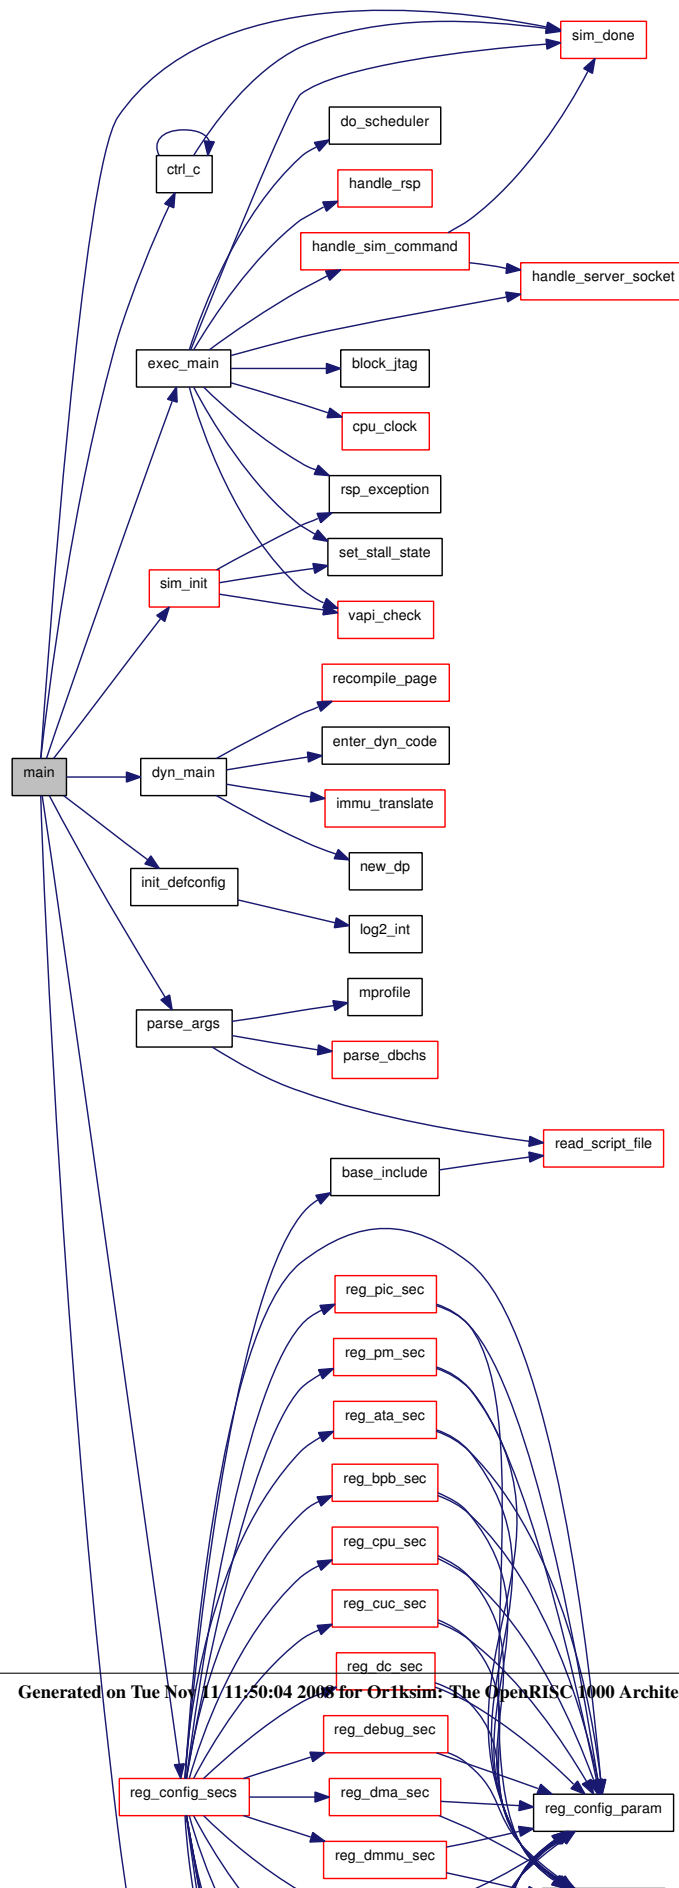 sim_done
do_scheduler
ctrl_c
handle_rsp
handle_sim_command
handle_server_socket
exec_main
block_jtag
cpu_clock
rsp_exception
set_stall_state
sim_init
vapi_check
recompile_page
enter_dyn_code
main
dyn_main
immu_translate
new_dp
init_defconfig
log2_int
mprofile
parse_args
parse_dbchs
read_script_file
base_include
reg_pic_sec
reg_pm_sec
reg_ata_sec
reg_bpb_sec
reg_cpu_sec
reg_cuc_sec
reg_dc_sec
Generated on Tue Nov 11 11:50:04 2008 for Or1ksim: The OpenRISC 1000 Archite
reg_debug_sec
reg_config_secs
reg_dma_sec
reg_config_param
reg_dmmu_sec